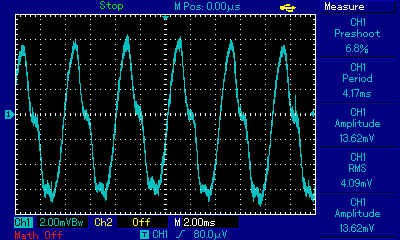 Stop M Pos: 0.00µs Measure
CH1
Preshoot
6.8%
CH1
Period
4.17ms
1
CH1
Amplitude
13.62mV
CH1
RMS
4.09mV
CH1
Amplitude
13.62mV
Ch1 2.00mVBw Ch2 Off M 2.00ms
Math Off T CH1 80.0µV